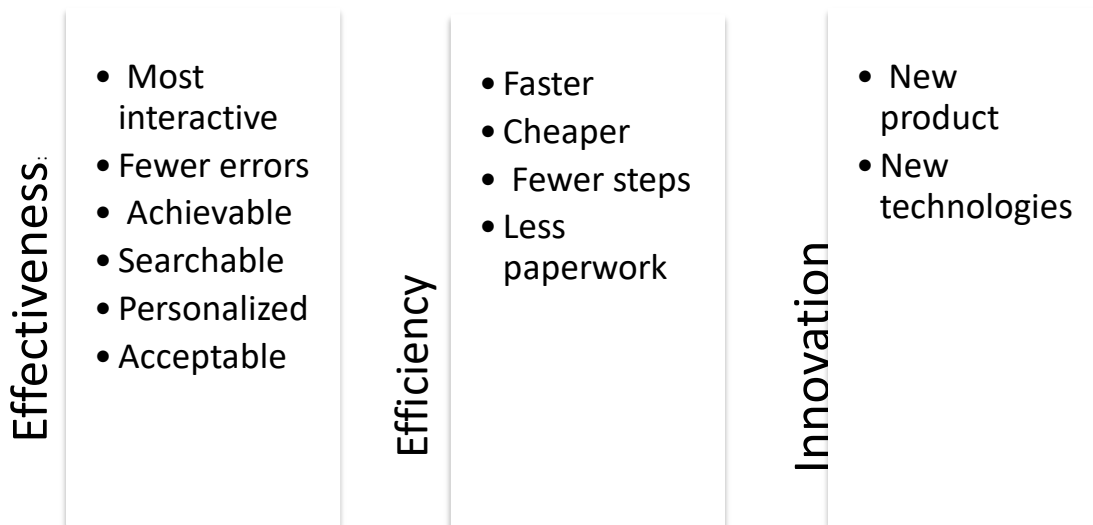 Effectiveness:
• Most
interactive
• Fewer errors
• Achievable
• Searchable
• Personalized
• Acceptable
Efficiency
• Faster
• Cheaper
• Fewer steps
• Less
paperwork
Innovation
• New
product
• New
technologies